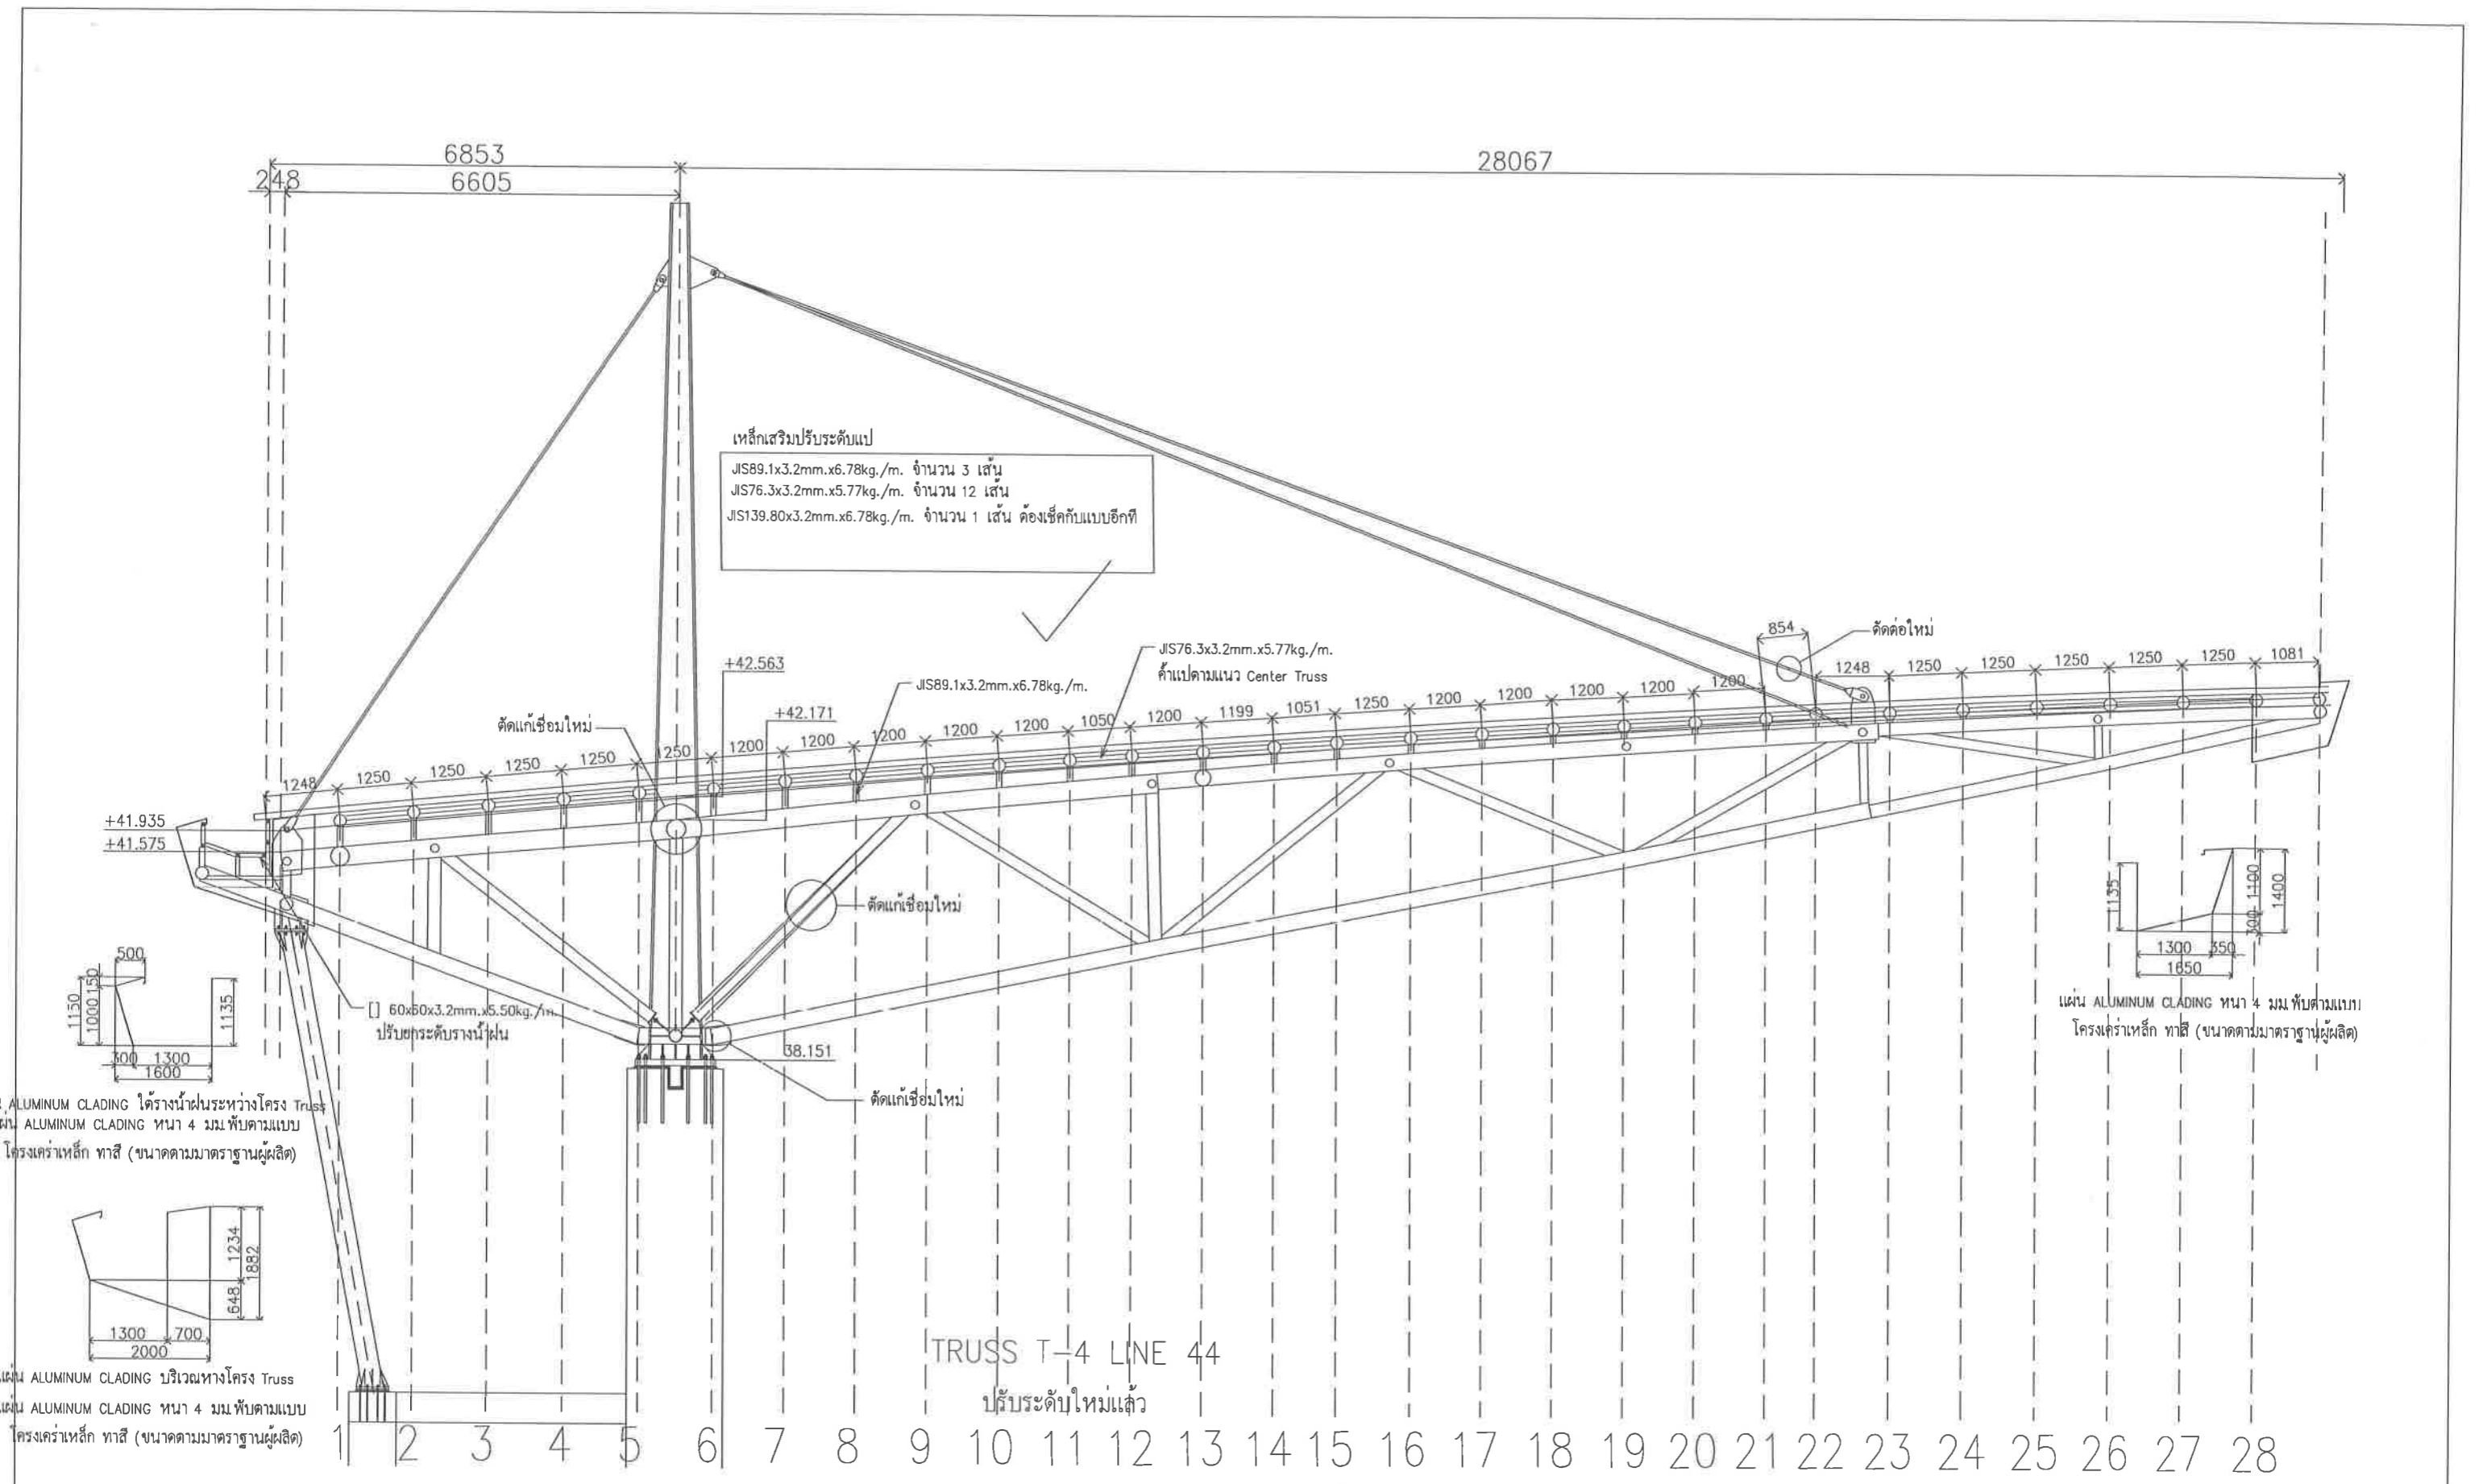 6853
28067
248
6605
เหล็กเสริมปรับระดับแป
JIS89.1x3.2mm.x6.78kg./m. จำนวน 3 เส้น
JIS76.3x3.2mm.x5.77kg./m. จำนวน 12 เส้น
JIS139.80x3.2mm.x6.78kg./m. จำนวน 1 เส้น ต้องเช็คกับแบบอีกที
854
ตัดต่อใหม่
JIS76.3x3.2mm.x5.77kg./m.
ค้ำแปตามแนว Center Truss
+42.563
JIS89.1x3.2mm.x6.78kg./m.
+42.171
ตัดแก้เชื่อมใหม่
1248 1250 1250 1250 1250 1250 1200 1200 1200 1200 1200 1050 1200 1199 1051 1250 1200 1200 1200 1200 1200 1248 1250 1250 1250 1250 1250 1081
+41.935
+41.575
ตัดแก้เชื่อมใหม่
1135
1100
300
1400
1300 350
1650
แผ่น ALUMINUM CLADING หนา 4 มม.พับตามแบบ
โครงเคร่าเหล็ก ทาสี (ขนาดตามมาตราฐานผู้ผลิต)
500
150
1000
1150
1135
300 1300
1600
[] 60x60x3.2mm.x5.50kg./m.
ปรับยกระดับรางน้ำฝน
38.151
ตัดแก้เชื่อมใหม่
ALUMINUM CLADING ใต้รางน้ำฝนระหว่างโครง Truss
ALUMINUM CLADING หนา 4 มม.พับตามแบบ
โครงเคร่าเหล็ก ทาสี (ขนาดตามมาตราฐานผู้ผลิต)
1234
648
1882
1300 700
2000
แผ่น ALUMINUM CLADING บริเวณหางโครง Truss
แผ่น ALUMINUM CLADING หนา 4 มม.พับตามแบบ
โครงเคร่าเหล็ก ทาสี (ขนาดตามมาตราฐานผู้ผลิต)
TRUSS T-4 LINE 44
ปรับระดับใหม่แล้ว
1 2 3 4 5 6 7 8 9 10 11 12 13 14 15 16 17 18 19 20 21 22 23 24 25 26 27 28